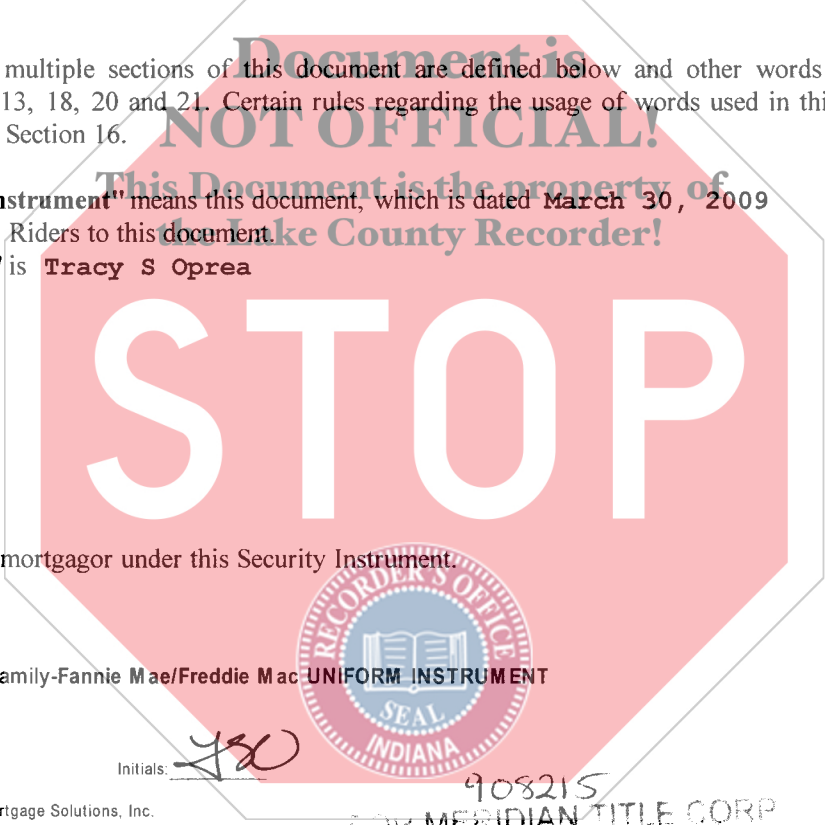 Document is
multiple sections of this document are defined below and other words
13, 18, 20 and 21. Certain rules regarding the usage of words used in thi
NOT OFFICIAL!
Section 16.
This Document is the property of
nstrument" means this document, which is dated March 30, 2009
the Lake County Recorder!
Riders to this document.
" is Tracy S Oprea
STOP
mortgagor under this Security Instrument.
RECORDER'S OFFICE
SEAL
INDIANA
amily-Fannie Mae/Freddie Mac UNIFORM INSTRUMENT
Initials: TSO
908215
rtgage Solutions, Inc.
MERIDIAN TITLE CORP